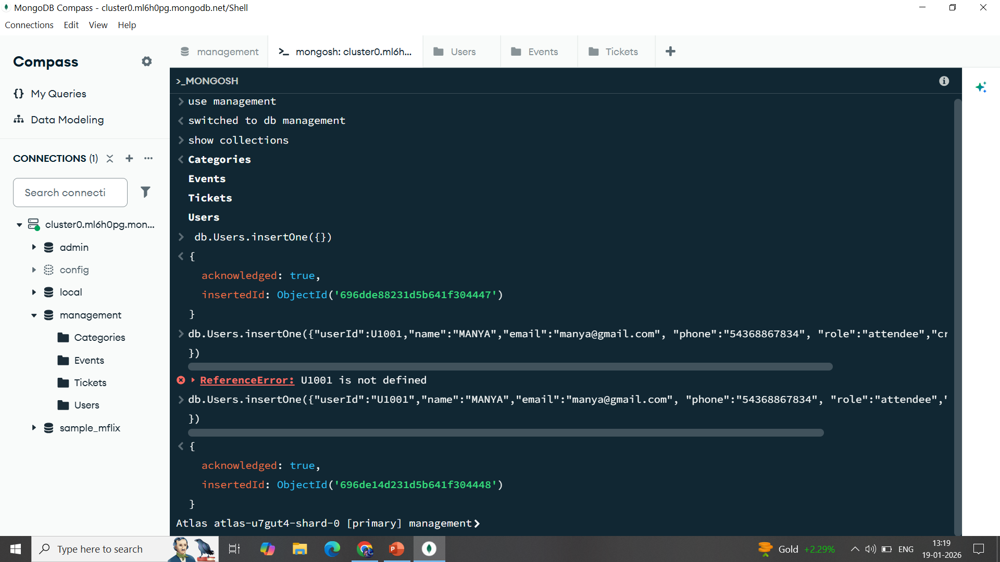 MongoDB Compass - cluster0.ml6h0pg.mongodb.net/Shell
Connections Edit View Help
Compass
My Queries
Data Modeling
CONNECTIONS (1)
Search connecti
cluster0.ml6h0pg.mon...
admin
config
local
management
Categories
Events
Tickets
Users
sample_mflix
management
>_ mongosh: cluster0.ml6h...
Users
Events
Tickets
>_MONGOSH
> use management
< switched to db management
> show collections
< Categories
Events
Tickets
Users
> db.Users.insertOne({})
< {
acknowledged: true,
insertedId: ObjectId('696dde88231d5b641f304447')
}
> db.Users.insertOne({"userId":U1001,"name":"MANYA","email":"manya@gmail.com", "phone":"54368867834", "role":"attendee","cr
})
ReferenceError: U1001 is not defined
> db.Users.insertOne({"userId":"U1001","name":"MANYA","email":"manya@gmail.com", "phone":"54368867834", "role":"attendee","
})
< {
acknowledged: true,
insertedId: ObjectId('696de14d231d5b641f304448')
}
Atlas atlas-u7gut4-shard-0 [primary] management>
Type here to search
Gold +2.29%
ENG
13:19
19-01-2026